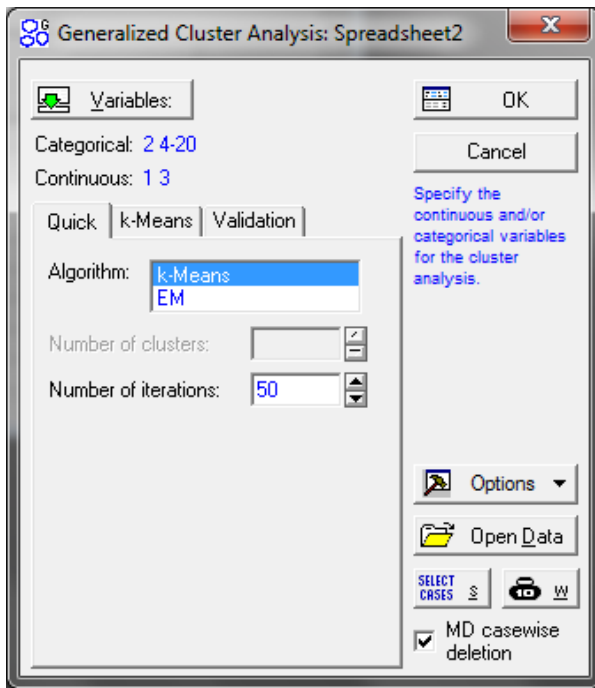 Generalized Cluster Analysis: Spreadsheet2
Variables:
Categorical: 2 4-20
Continuous: 1 3
Quick
k-Means
Validation
Algorithm:
k-Means
EM
Number of clusters:
Number of iterations:
50
OK
Cancel
Specify the
continuous and/or
categorical variables
for the cluster
analysis.
Options
Open Data
SELECT
CASES
S
W
MD casewise
deletion